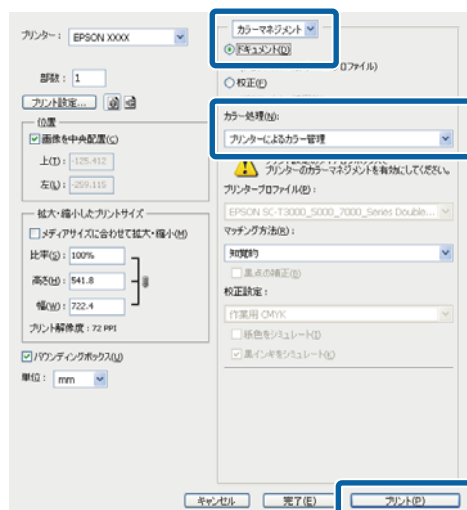 プリンター： EPSON XXXX
部数： 1
プリント設定...
位置
画像を中央配置(C)
上(T)： -125.412
左(L)： -259.115
拡大・縮小したプリントサイズ
メディアサイズに合わせて拡大・縮小(M)
比率(S)： 100%
高さ(H)： 541.8
幅(W)： 722.4
プリント解像度：72 PPI
バウンディングボックス(U)
単位： mm
カラーマネジメント
ドキュメント(D)
ロファイル)
校正(F)
カラー処理(N)：
プリンターによるカラー管理
プリンターのカラーマネジメントを有効にしてください。
プリンタープロファイル(P)：
EPSON SC-T3000_5000_7000_Series Double...
マッチング方法(R)：
知覚的
黒点の補正(B)
校正設定：
作業用 CMYK
紙色をシミュレート(I)
黒インキをシミュレート(K)
キャンセル
完了(E)
プリント(P)